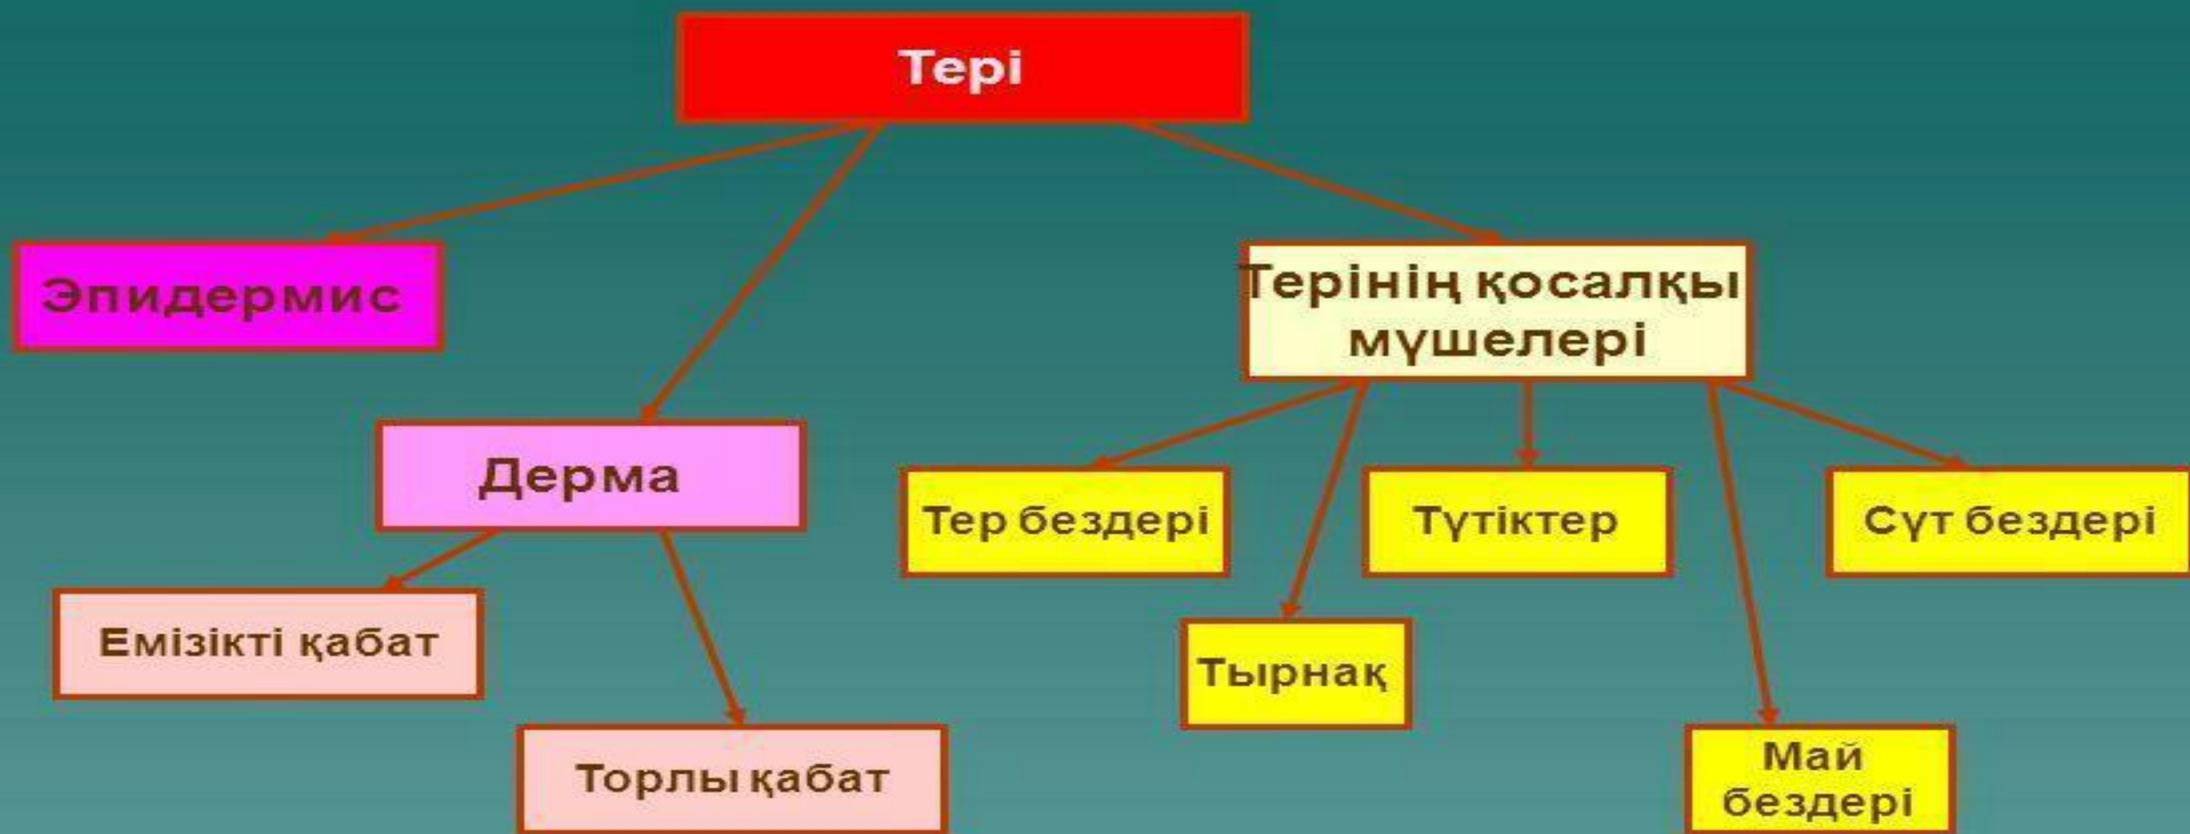 Тері
Эпидермис
Терінің қосалқы
мүшелері
Дерма
Тер бездері
Түтіктер
Сүт бездері
Емізікті қабат
Тырнақ
Торлы қабат
Май
бездері